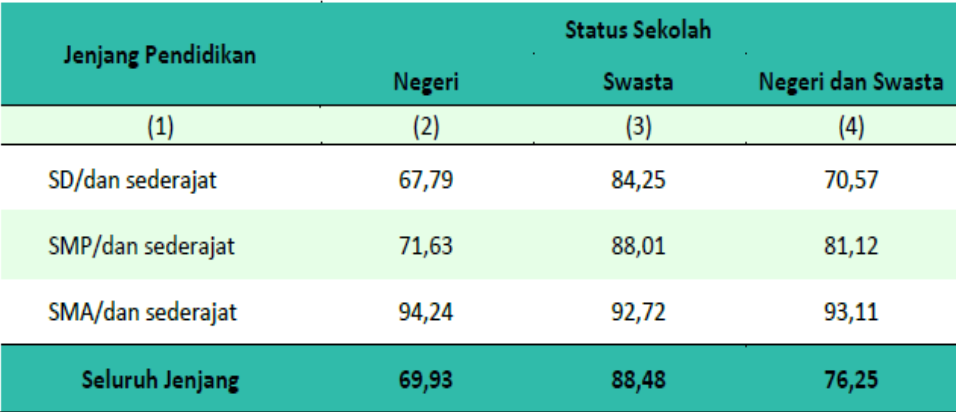 Jenjang Pendidikan Status Sekolah
Negeri Swasta Negeri dan Swasta
(1) (2) (3) (4)
SD/dan sederajat 67,79 84,25 70,57
SMP/dan sederajat 71,63 88,01 81,12
SMA/dan sederajat 94,24 92,72 93,11
Seluruh Jenjang 69,93 88,48 76,25